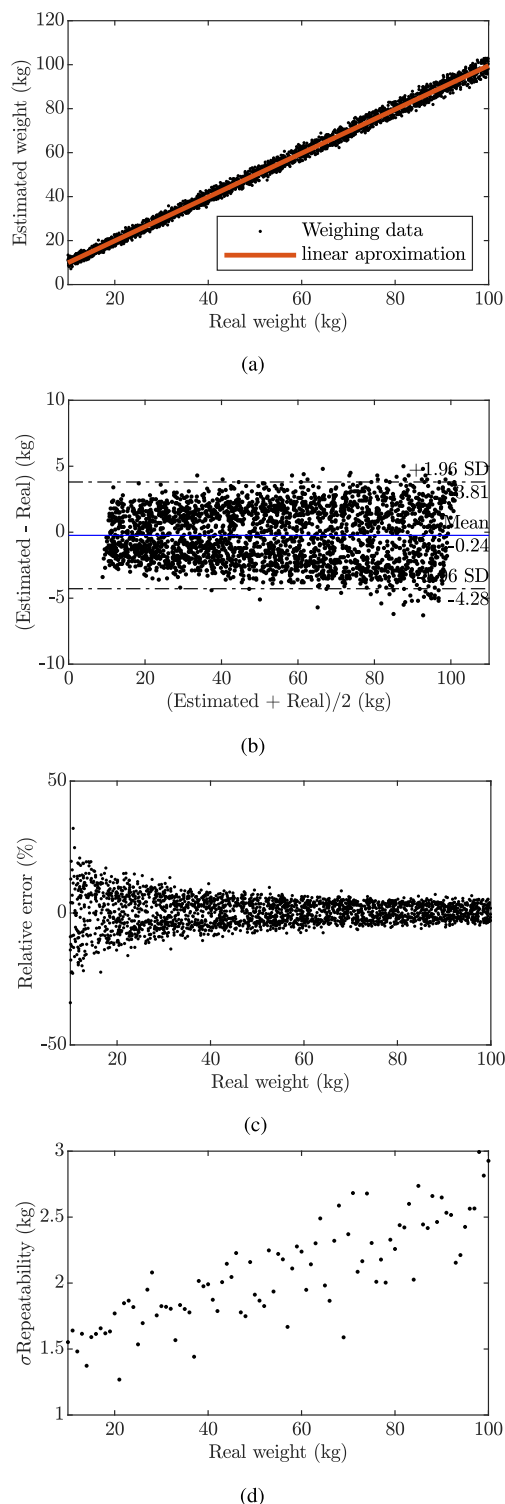 120
100
80
60
40
20
0
Estimated weight (kg)
Weighing data
linear aproximation
20 40 60 80 100
Real weight (kg)
(a)
10
5
0
-5
-10
(Estimated - Real) (kg)
+1.96 SD
3.81
Mean
-0.24
96 SD
-4.28
0 20 40 60 80 100
(Estimated + Real)/2 (kg)
(b)
50
0
-50
Relative error (%)
20 40 60 80 100
Real weight (kg)
(c)
3
2.5
2
1.5
1
σRepeatability (kg)
20 40 60 80 100
Real weight (kg)
(d)